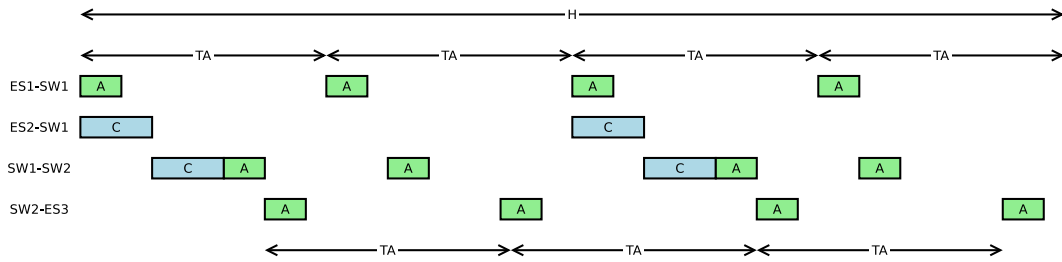 H
TA TA TA TA
ES1-SW1 A A A A
ES2-SW1 C C
SW1-SW2 C A A C A A
SW2-ES3 A A A A
TA TA TA